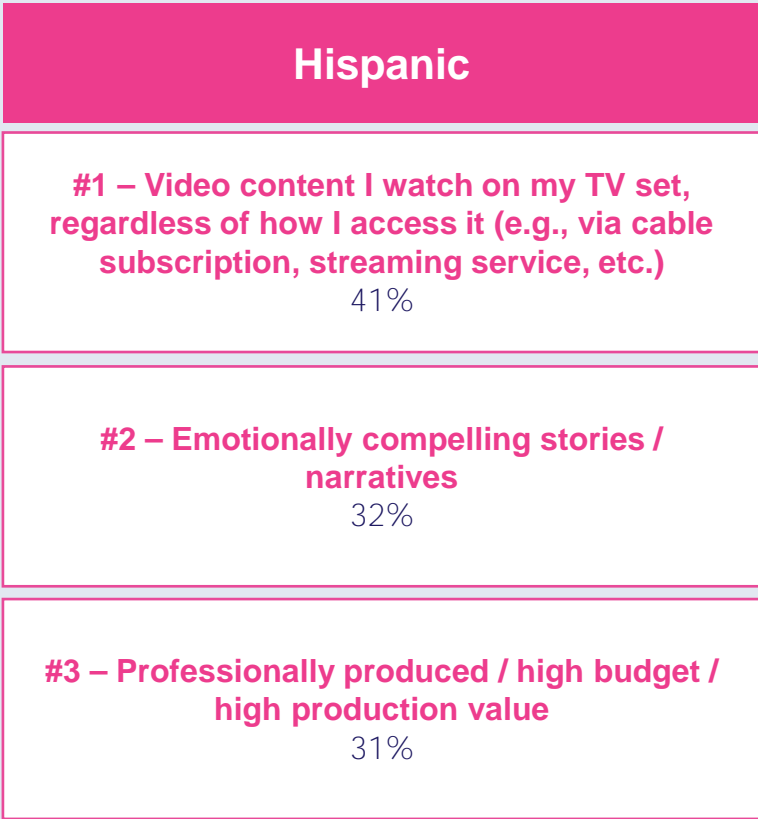 Hispanic
#1 – Video content I watch on my TV set,
regardless of how I access it (e.g., via cable
subscription, streaming service, etc.)
41%
#2 – Emotionally compelling stories /
narratives
32%
#3 – Professionally produced / high budget /
high production value
31%